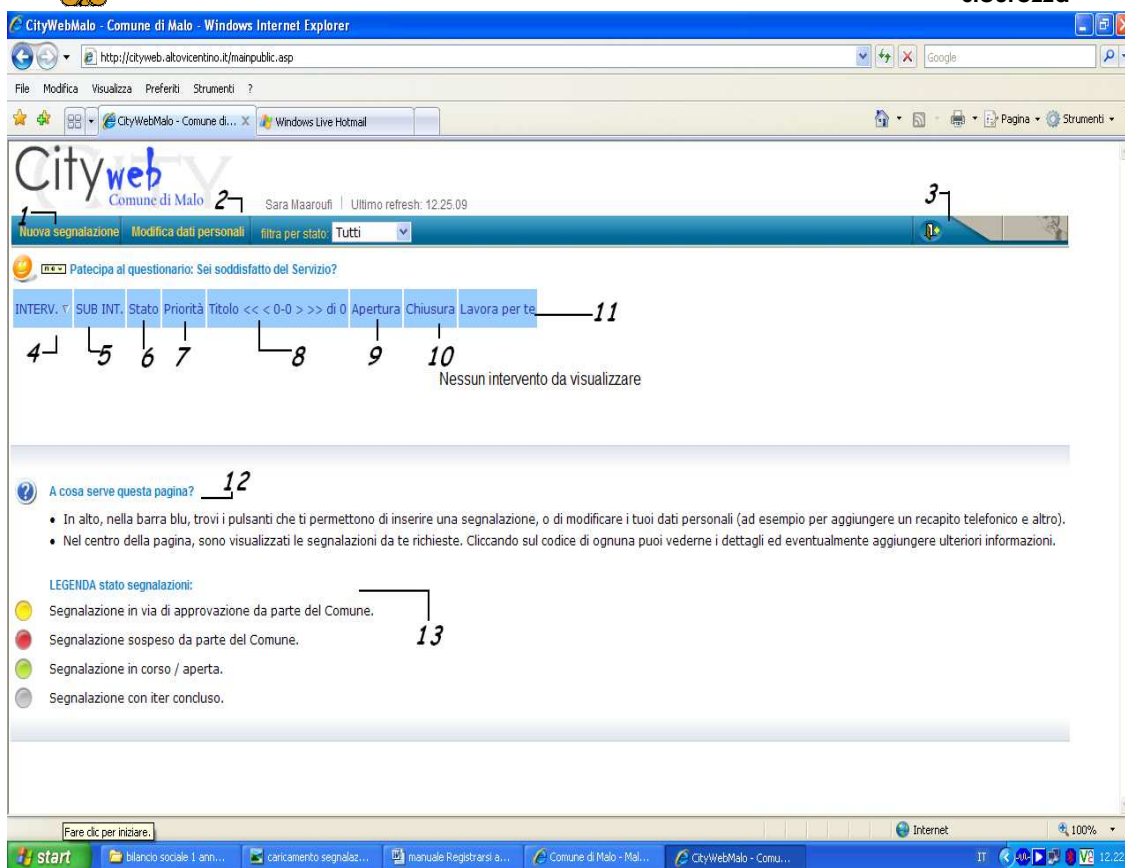 sicurezza
CityWebMalo - Comune di Malo - Windows Internet Explorer
http://cityweb.altovicentino.it/mainpublic.asp
Google
File Modifica Visualizza Preferiti Strumenti ?
CityWebMalo - Comune di... X Windows Live Hotmail
Pagina Strumenti
City web
Comune di Malo
2
Sara Maaroufi | Ultimo refresh: 12.25.09
3
1
Nuova segnalazione Modifica dati personali filtra per stato: Tutti
new Patecipa al questionario: Sei soddisfatto del Servizio?
INTERV. SUB INT. Stato Priorità Titolo << < 0-0 > >> di 0 Apertura Chiusura Lavora per te
11
4 5 6 7 8 9 10
Nessun intervento da visualizzare
A cosa serve questa pagina? 12
• In alto, nella barra blu, trovi i pulsanti che ti permettono di inserire una segnalazione, o di modificare i tuoi dati personali (ad esempio per aggiungere un recapito telefonico e altro).
• Nel centro della pagina, sono visualizzati le segnalazioni da te richieste. Cliccando sul codice di ognuna puoi vederne i dettagli ed eventualmente aggiungere ulteriori informazioni.
LEGENDA stato segnalazioni:
Segnalazione in via di approvazione da parte del Comune.
13
Segnalazione sospeso da parte del Comune.
Segnalazione in corso / aperta.
Segnalazione con iter concluso.
Fare clic per iniziare.
Internet 100%
start bilancio sociale 1 ann... caricamento segnalaz... manuale Registrarsi a... Comune di Malo - Mal... CityWebMalo - Comu... IT 12.22